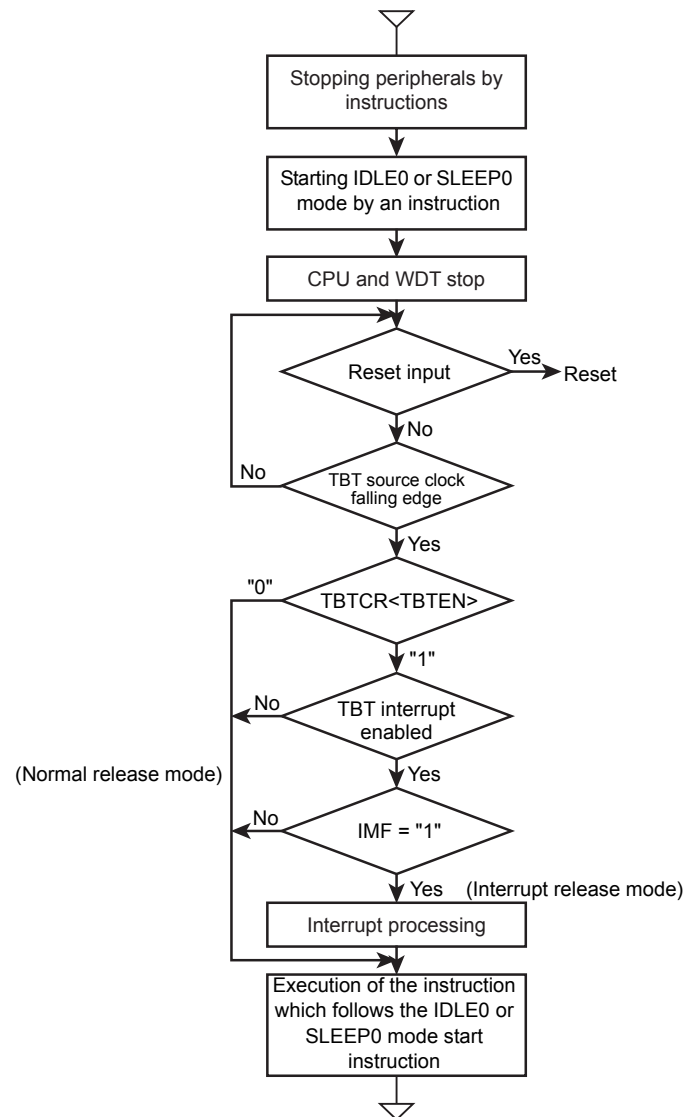 Stopping peripherals by
instructions
Starting IDLE0 or SLEEP0
mode by an instruction
CPU and WDT stop
Reset input
Yes
Reset
No
No
TBT source clock
falling edge
Yes
"0"
TBTCR<TBTEN>
"1"
No
TBT interrupt
enabled
(Normal release mode)
Yes
No
IMF = "1"
Yes
(Interrupt release mode)
Interrupt processing
Execution of the instruction
which follows the IDLE0 or
SLEEP0 mode start
instruction